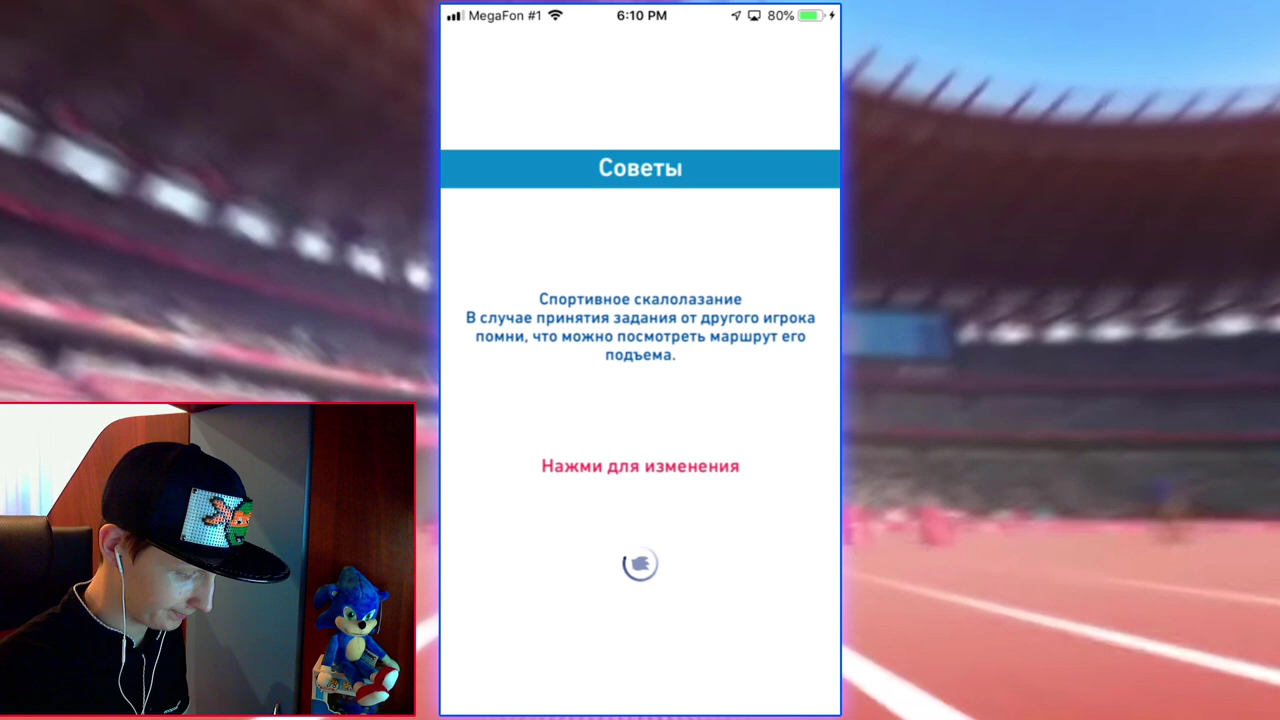 MegaFon #1
6:10 PM
80%
Советы
Спортивное скалолазание
В случае принятия задания от другого игрока
помни, что можно посмотреть маршрут его
подъема.
Нажми для изменения